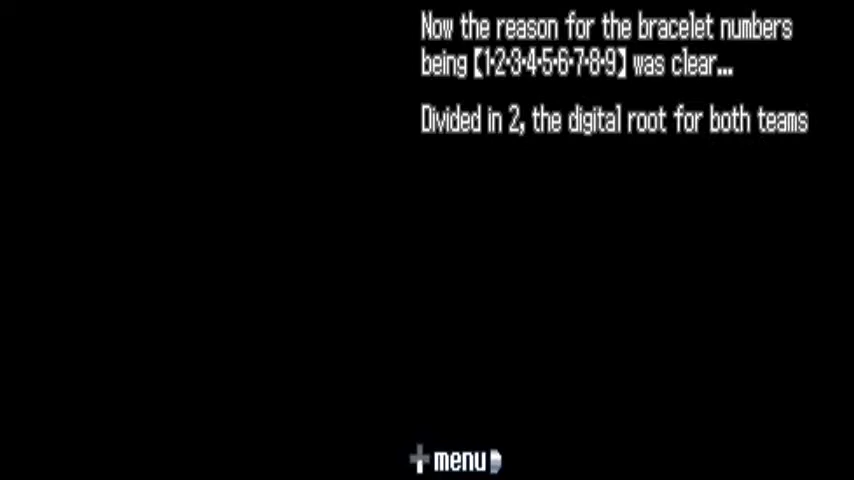 Now the reason for the bracelet numbers
being【1•2•3•4•5•6•7•8•9】was clear...
Divided in 2, the digital root for both teams
menu